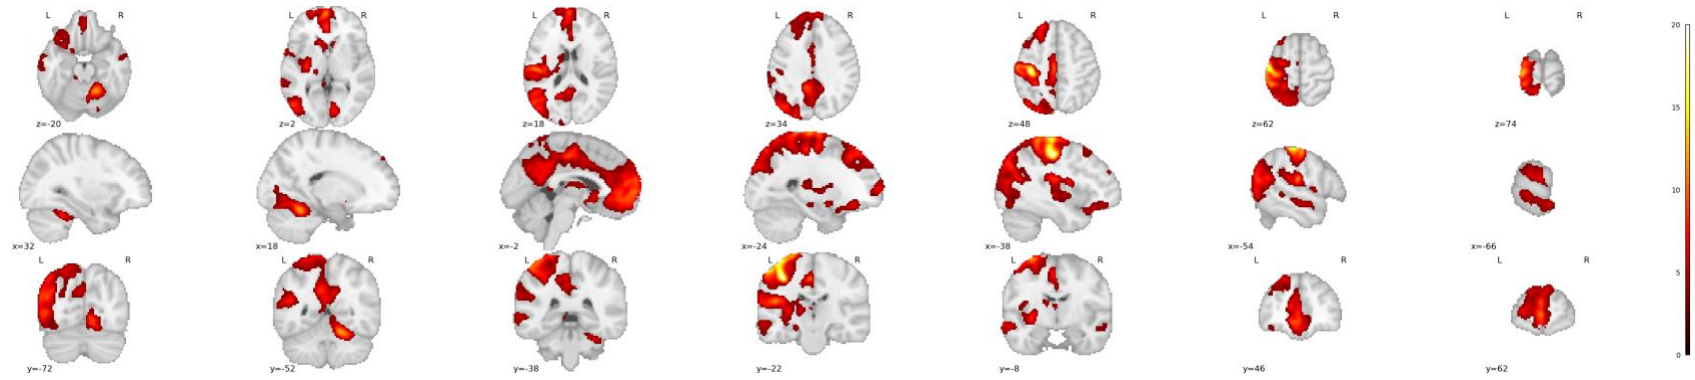 L R L R L R L R L R L R L R
20
z=-20 z=2 z=18 z=34 z=48 z=62 z=74
15
10
x=32 x=18 x=-2 x=-24 x=-38 x=-54 x=-66
L R L R L R L R L R L R L R
5
0
y=-72 y=-52 y=-38 y=-22 y=-8 y=46 y=62